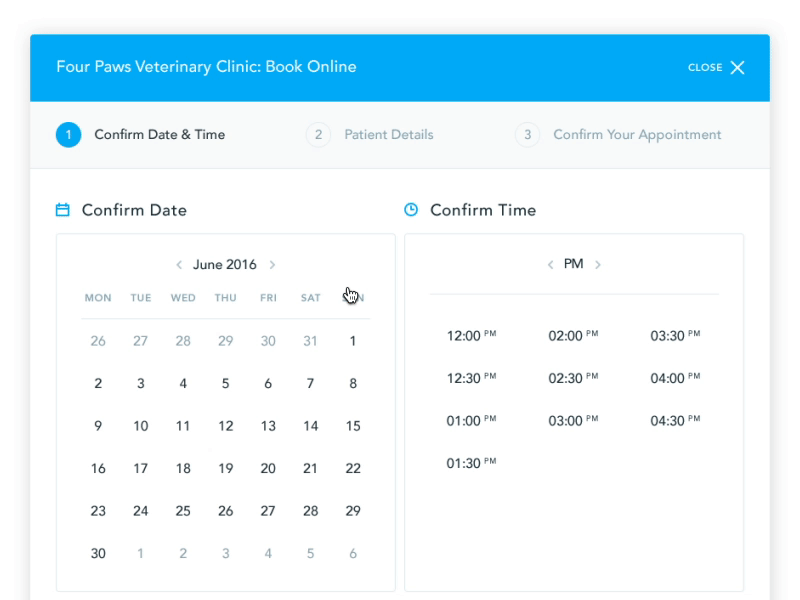 Four Paws Veterinary Clinic: Book Online
CLOSE
1 Confirm Date & Time
2 Patient Details
3 Confirm Your Appointment
Confirm Date
June 2016
MON TUE WED THU FRI SAT
26 27 28 29 30 31 1
2 3 4 5 6 7 8
9 10 11 12 13 14 15
16 17 18 19 20 21 22
23 24 25 26 27 28 29
30 1 2 3 4 5 6
Confirm Time
PM
12:00 PM 02:00 PM 03:30 PM
12:30 PM 02:30 PM 04:00 PM
01:00 PM 03:00 PM 04:30 PM
01:30 PM